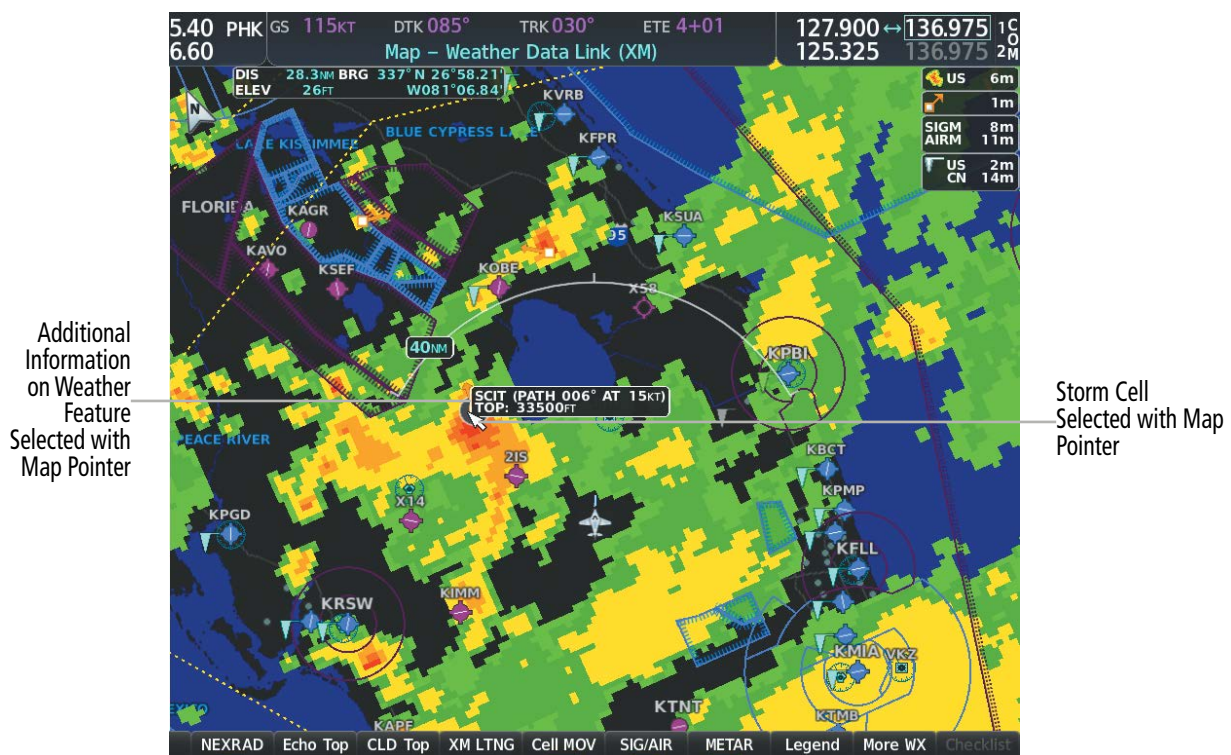 5.40 PHK GS 115KT DTK 085° TRK 030° ETE 4+01 127.900 ↔ 136.975 1 C
6.60 Map – Weather Data Link (XM) 125.325 136.975 2 O M
DIS 28.3NM BRG 337° N 26°58.21'
ELEV 26FT W081°06.84'
US 6m
1m
SIGM 8m
AIRM 11m
US 2m
CN 14m
N
KVRB
BLUE CYPRESS LAKE
KFPR
LAKE KISSIMMEE
FLORIDA
KAGR
KSUA
95
KAVO
KSEF
KOBE
X58
40NM
KPBI
SCIT (PATH 006° AT 15KT)
TOP: 33500FT
PEACE RIVER
2IS
KBCT
X14
KPMP
KPGD
KFLL
KIMM
KRSW
KMIA
VKZ
KTNT
KTMB
KAPF
NEXRAD Echo Top CLD Top XM LTNG Cell MOV SIG/AIR METAR Legend More WX Checklist
Additional
Information
on Weather
Feature
Selected with
Map Pointer
Storm Cell
Selected with Map
Pointer